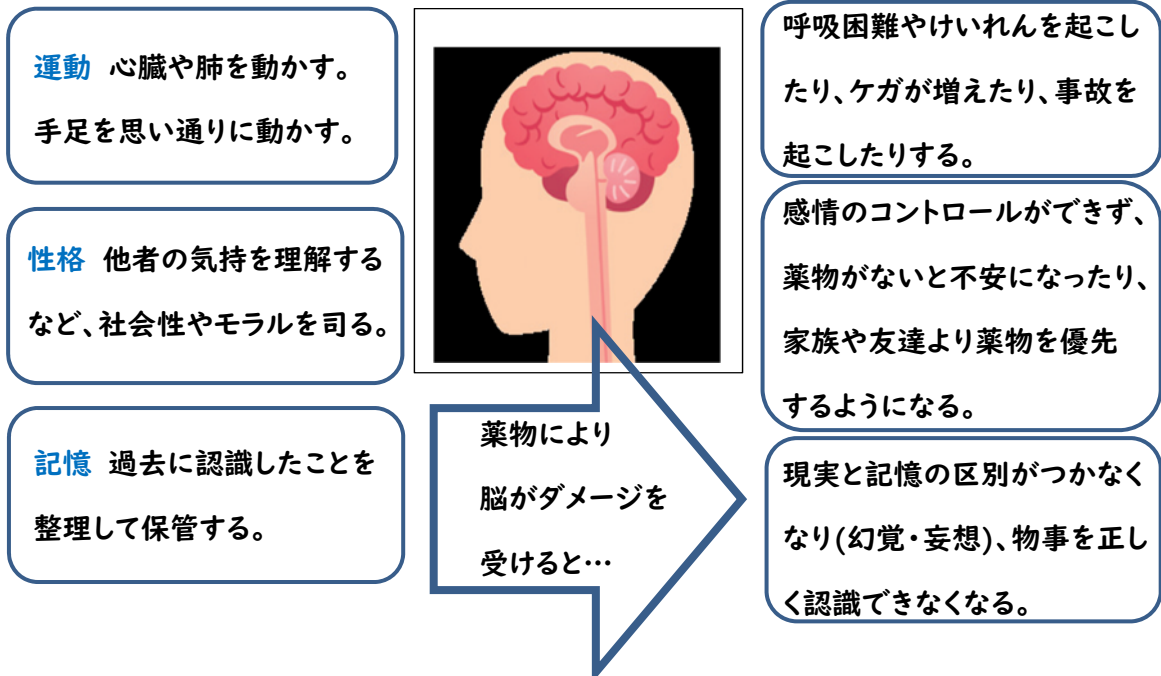 運動 心臓や肺を動かす。
手足を思い通りに動かす。
性格 他者の気持を理解する
など、社会性やモラルを司る。
記憶 過去に認識したことを
整理して保管する。
薬物により
脳がダメージを
受けると…
呼吸困難やけいれんを起こし
たり、ケガが増えたり、事故を
起こしたりする。
感情のコントロールができず、
薬物がないと不安になったり、
家族や友達より薬物を優先
するようになる。
現実と記憶の区別がつかなく
なり(幻覚・妄想)、物事を正し
く認識できなくなる。